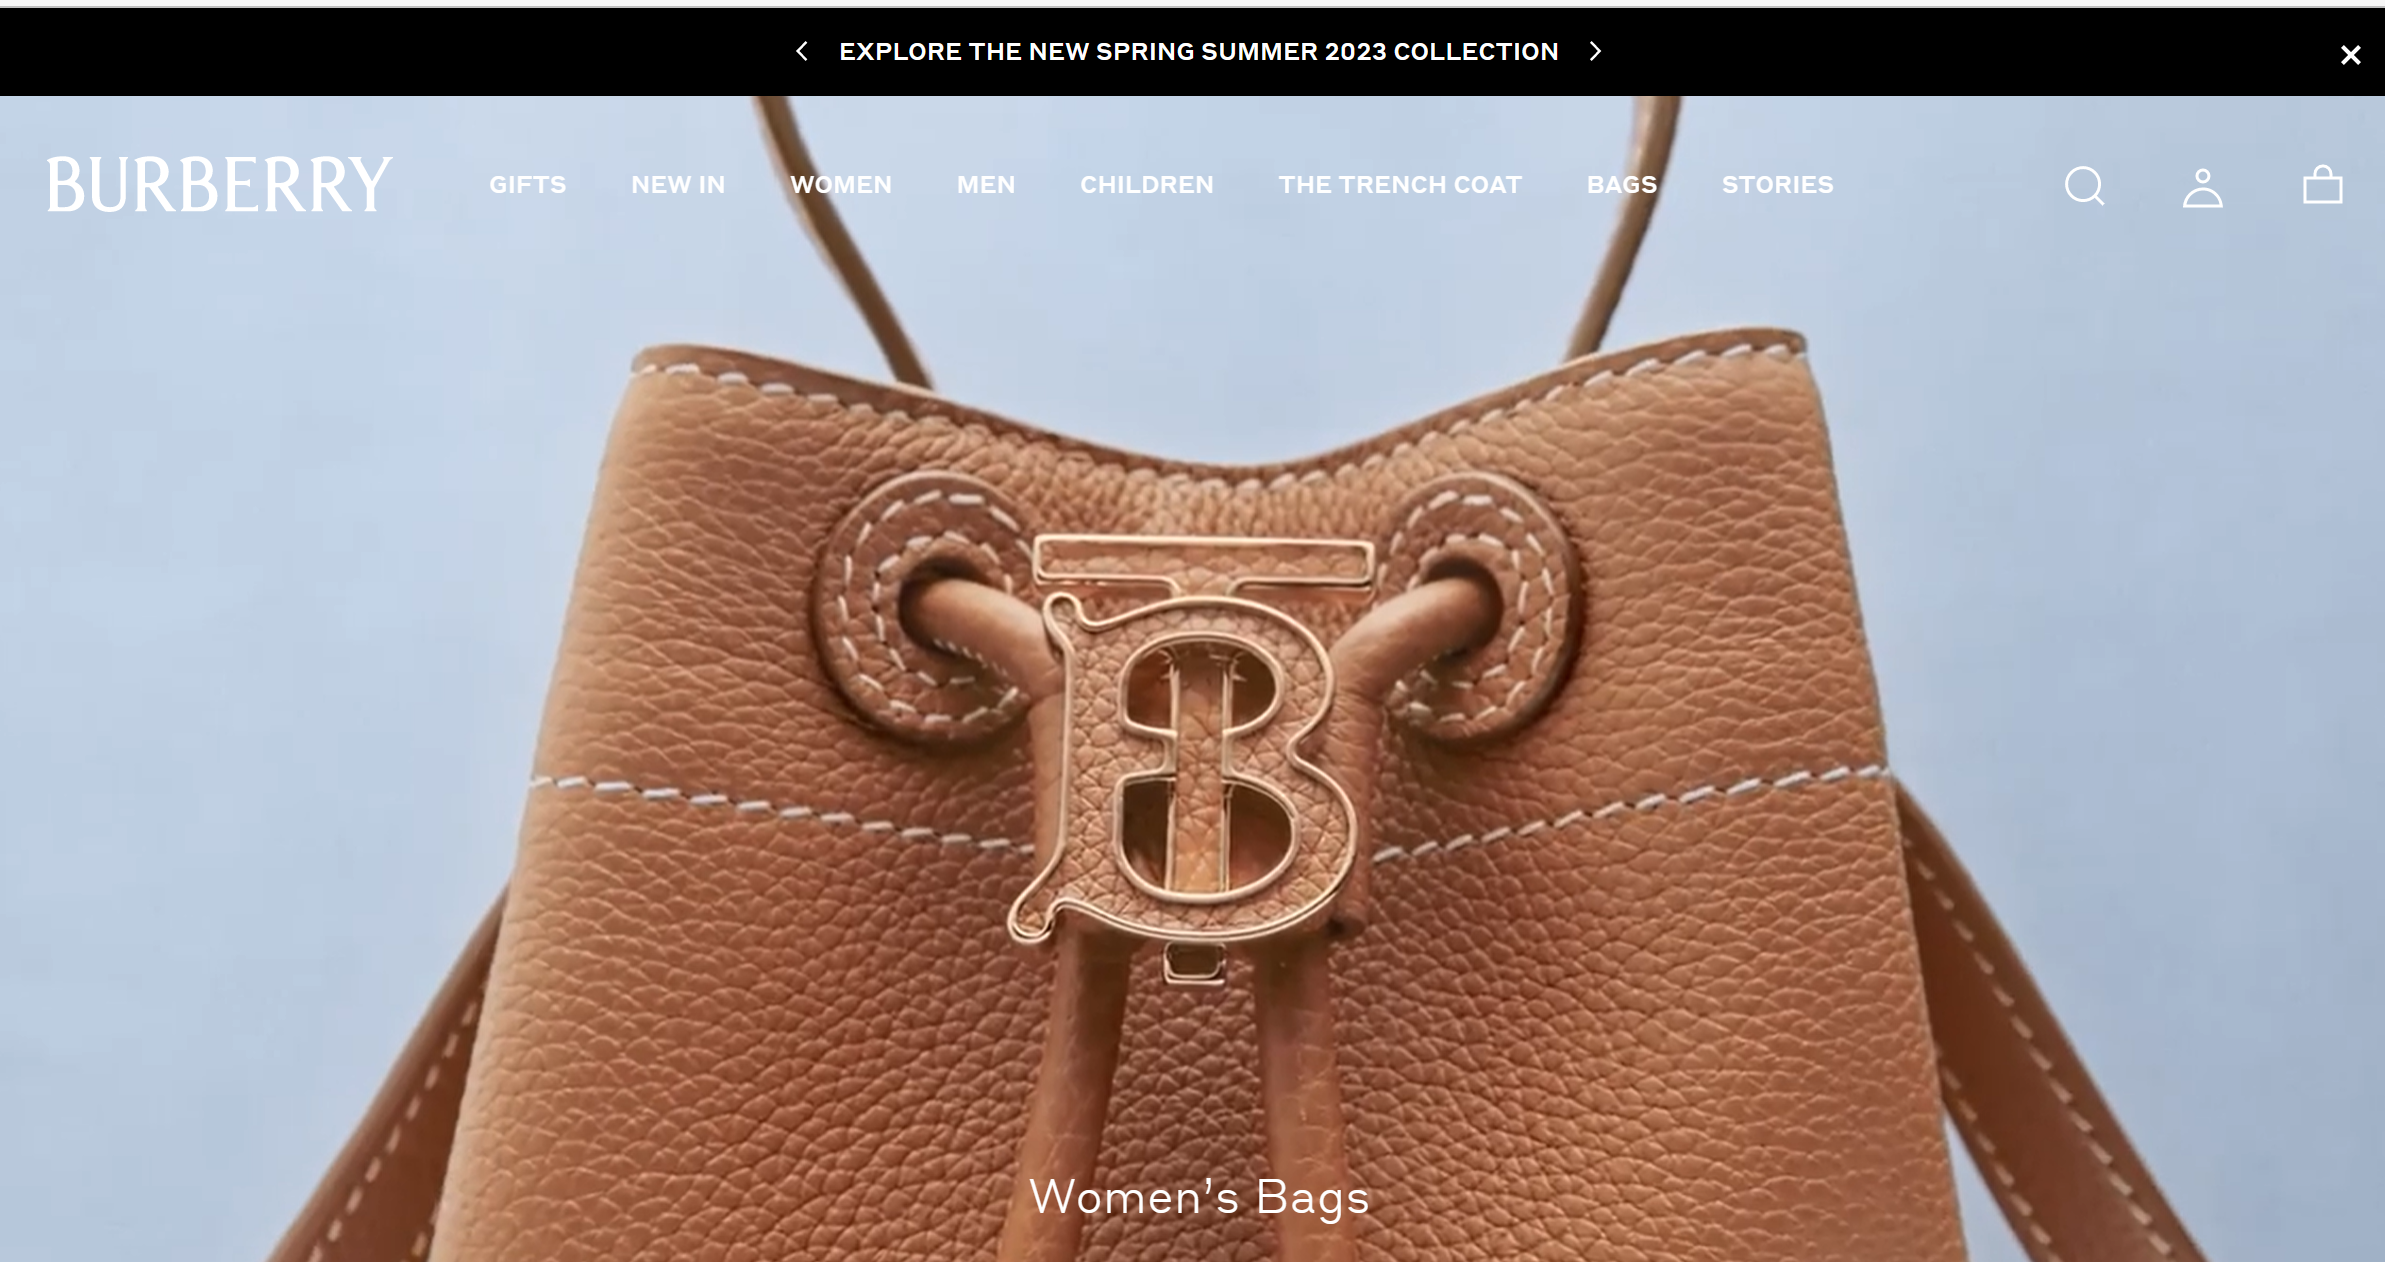 EXPLORE THE NEW SPRING SUMMER 2023 COLLECTION
BURBERRY GIFTS NEW IN WOMEN MEN CHILDREN THE TRENCH COAT BAGS STORIES
TB
Women's Bags